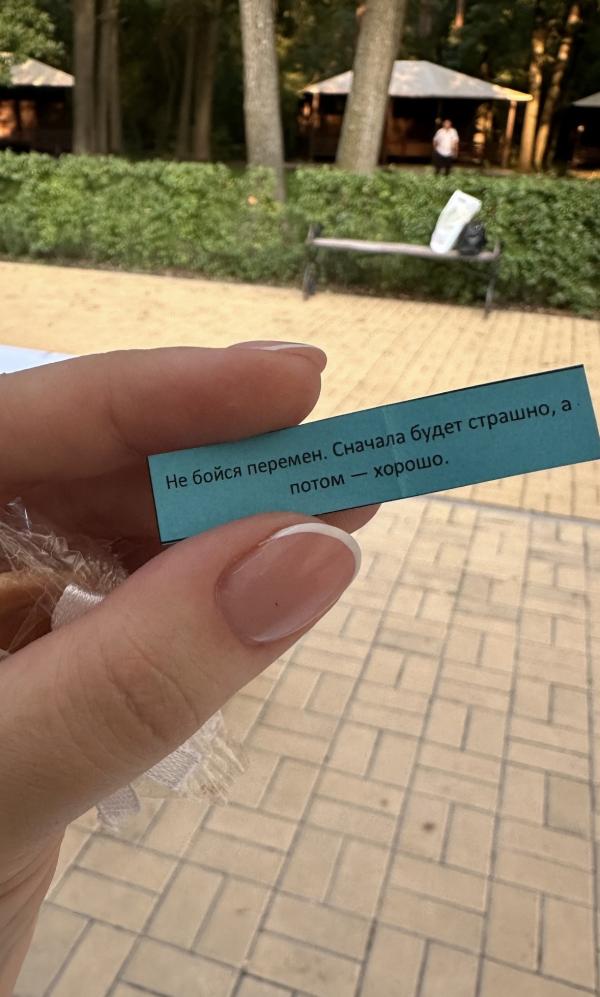 Не бойся перемен. Сначала будет страшно, а
потом — хорошо.